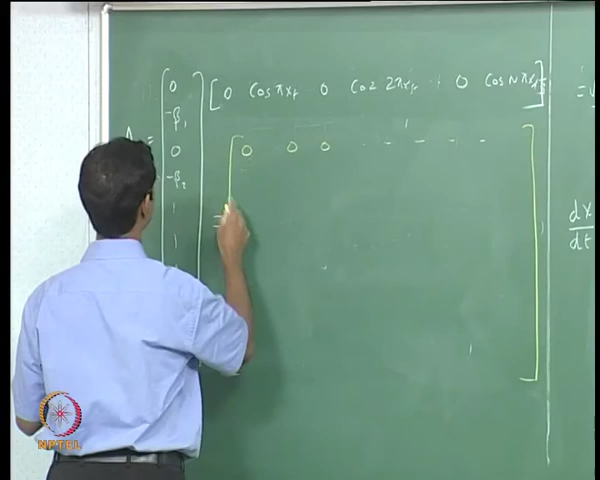 [0 cos πxf 0 cos 2πxf 0 cos Nπxf]
0
-β1
0
-β2
=
0 0 0 - - - - -
dx
dt
NPTEL